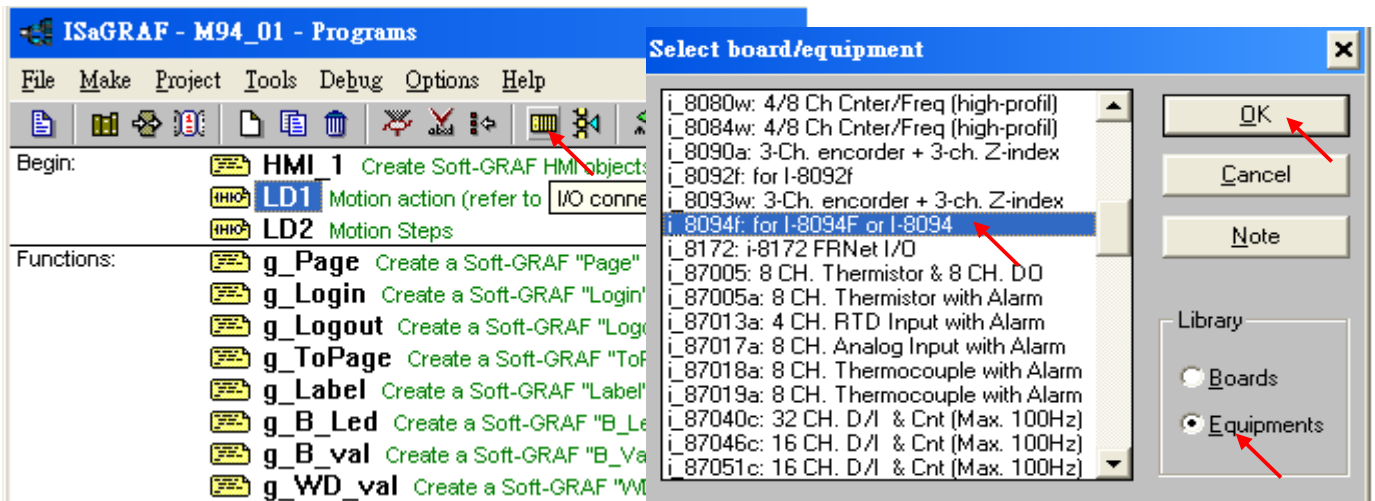 ISaGRAF - M94_01 - Programs
File Make Project Tools Debug Options Help
Begin:
HMI_1 Create Soft-GRAF HMI objects
LD1 Motion action (refer to I/O conne
LD2 Motion Steps
Functions:
g_Page Create a Soft-GRAF "Page"
g_Login Create a Soft-GRAF "Login"
g_Logout Create a Soft-GRAF "Logo
g_ToPage Create a Soft-GRAF "ToP
g_Label Create a Soft-GRAF "Label"
g_B_Led Create a Soft-GRAF "B_Le
g_B_val Create a Soft-GRAF "B_Va
g_WD_val Create a Soft-GRAF "WD
Select board/equipment
i_8080w: 4/8 Ch Cnter/Freq (high-profil)
i_8084w: 4/8 Ch Cnter/Freq (high-profil)
i_8090a: 3-Ch. encorder + 3-ch. Z-index
i_8092f: for I-8092f
i_8093w: 3-Ch. encorder + 3-ch. Z-index
i_8094f: for I-8094F or I-8094
i_8172: i-8172 FRNet I/O
i_87005: 8 CH. Thermistor & 8 CH. DO
i_87005a: 8 CH. Thermistor with Alarm
i_87013a: 4 CH. RTD Input with Alarm
i_87017a: 8 CH. Analog Input with Alarm
i_87018a: 8 CH. Thermocouple with Alarm
i_87019a: 8 CH. Thermocouple with Alarm
i_87040c: 32 CH. D/I & Cnt (Max. 100Hz)
i_87046c: 16 CH. D/I & Cnt (Max. 100Hz)
i_87051c: 16 CH. D/I & Cnt (Max. 100Hz)
OK
Cancel
Note
Library
Boards
Equipments